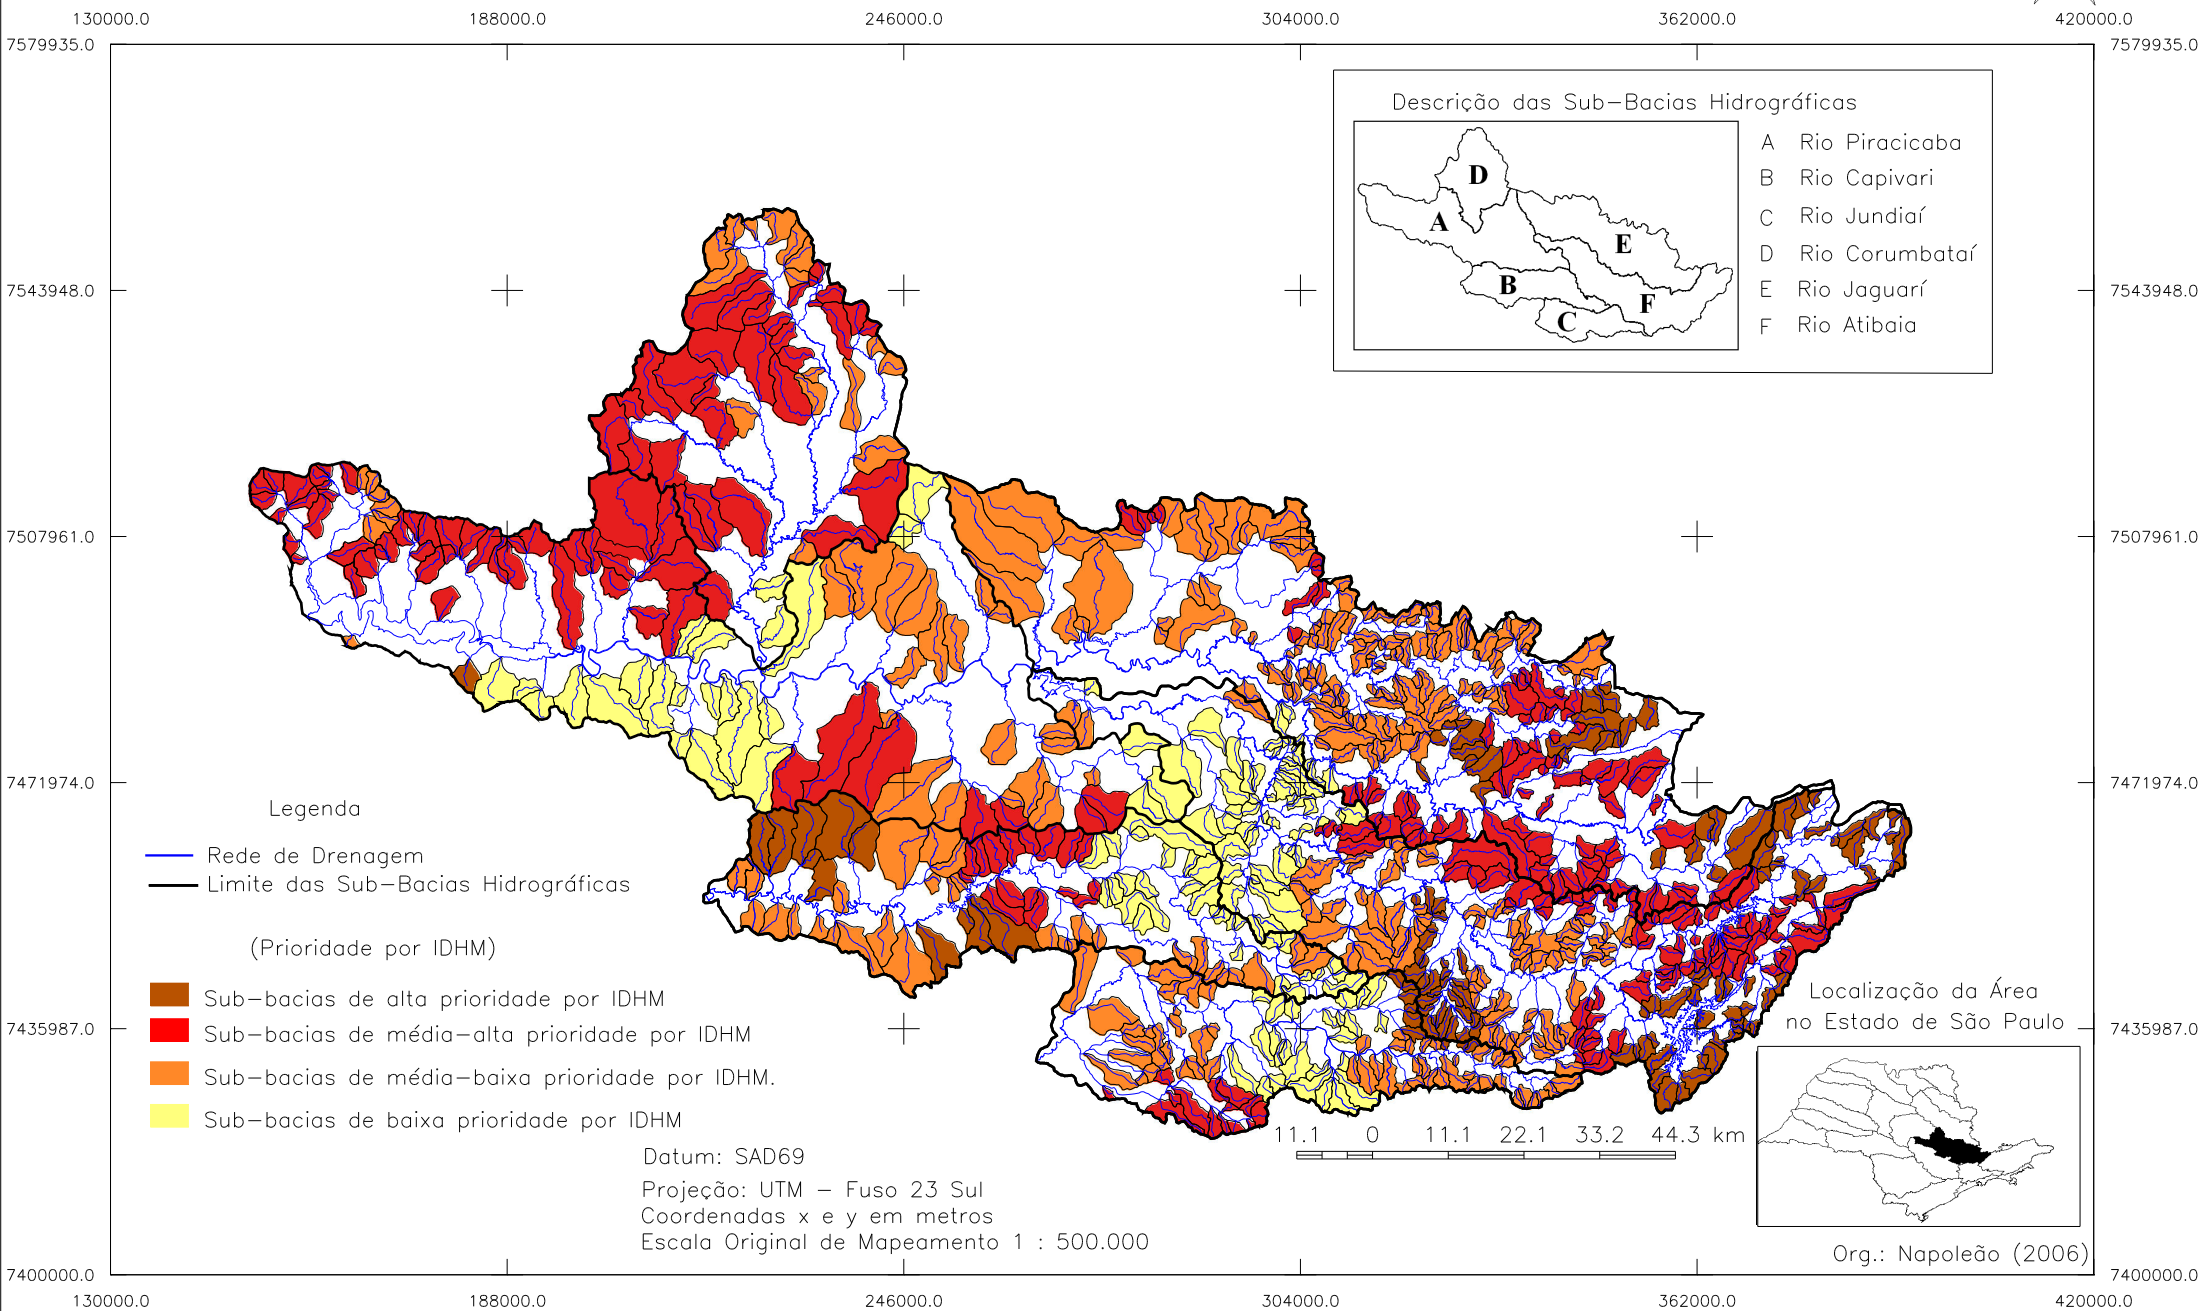 130000.0 188000.0 246000.0 304000.0 362000.0 420000.0
7579935.0 7579935.0
Descrição das Sub-Bacias Hidrográficas
A Rio Piracicaba
B Rio Capivari
C Rio Jundiaí
D Rio Corumbataí
E Rio Jaguarí
F Rio Atibaia
D
A
E
B
F
C
7543948.0 7543948.0
7507961.0 7507961.0
7471974.0 7471974.0
Legenda
Rede de Drenagem
Limite das Sub-Bacias Hidrográficas
(Prioridade por IDHM)
Sub-bacias de alta prioridade por IDHM
Sub-bacias de média-alta prioridade por IDHM
Sub-bacias de média-baixa prioridade por IDHM.
Sub-bacias de baixa prioridade por IDHM
Localização da Área
no Estado de São Paulo
7435987.0 7435987.0
11.1 0 11.1 22.1 33.2 44.3 km
Datum: SAD69
Projeção: UTM - Fuso 23 Sul
Coordenadas x e y em metros
Escala Original de Mapeamento 1 : 500.000
Org.: Napoleão (2006)
7400000.0 7400000.0
130000.0 188000.0 246000.0 304000.0 362000.0 420000.0